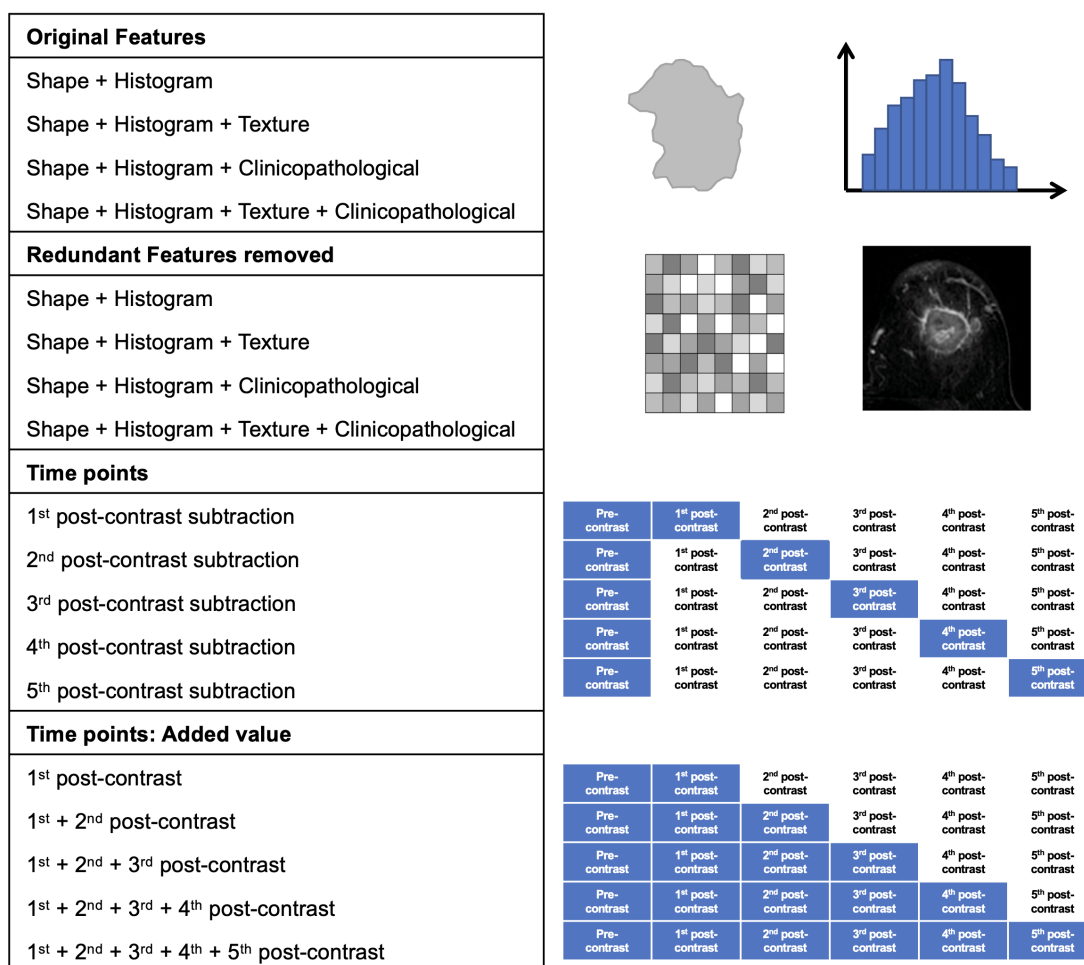 Original Features
Shape + Histogram
Shape + Histogram + Texture
Shape + Histogram + Clinicopathological
Shape + Histogram + Texture + Clinicopathological
Redundant Features removed
Shape + Histogram
Shape + Histogram + Texture
Shape + Histogram + Clinicopathological
Shape + Histogram + Texture + Clinicopathological
Time points
1st post-contrast subtraction
2nd post-contrast subtraction
3rd post-contrast subtraction
4th post-contrast subtraction
5th post-contrast subtraction
Pre-contrast 1st post-contrast 2nd post-contrast 3rd post-contrast 4th post-contrast 5th post-contrast
Pre-contrast 1st post-contrast 2nd post-contrast 3rd post-contrast 4th post-contrast 5th post-contrast
Pre-contrast 1st post-contrast 2nd post-contrast 3rd post-contrast 4th post-contrast 5th post-contrast
Pre-contrast 1st post-contrast 2nd post-contrast 3rd post-contrast 4th post-contrast 5th post-contrast
Pre-contrast 1st post-contrast 2nd post-contrast 3rd post-contrast 4th post-contrast 5th post-contrast
Time points: Added value
1st post-contrast
1st + 2nd post-contrast
1st + 2nd + 3rd post-contrast
1st + 2nd + 3rd + 4th post-contrast
1st + 2nd + 3rd + 4th + 5th post-contrast
Pre-contrast 1st post-contrast 2nd post-contrast 3rd post-contrast 4th post-contrast 5th post-contrast
Pre-contrast 1st post-contrast 2nd post-contrast 3rd post-contrast 4th post-contrast 5th post-contrast
Pre-contrast 1st post-contrast 2nd post-contrast 3rd post-contrast 4th post-contrast 5th post-contrast
Pre-contrast 1st post-contrast 2nd post-contrast 3rd post-contrast 4th post-contrast 5th post-contrast
Pre-contrast 1st post-contrast 2nd post-contrast 3rd post-contrast 4th post-contrast 5th post-contrast